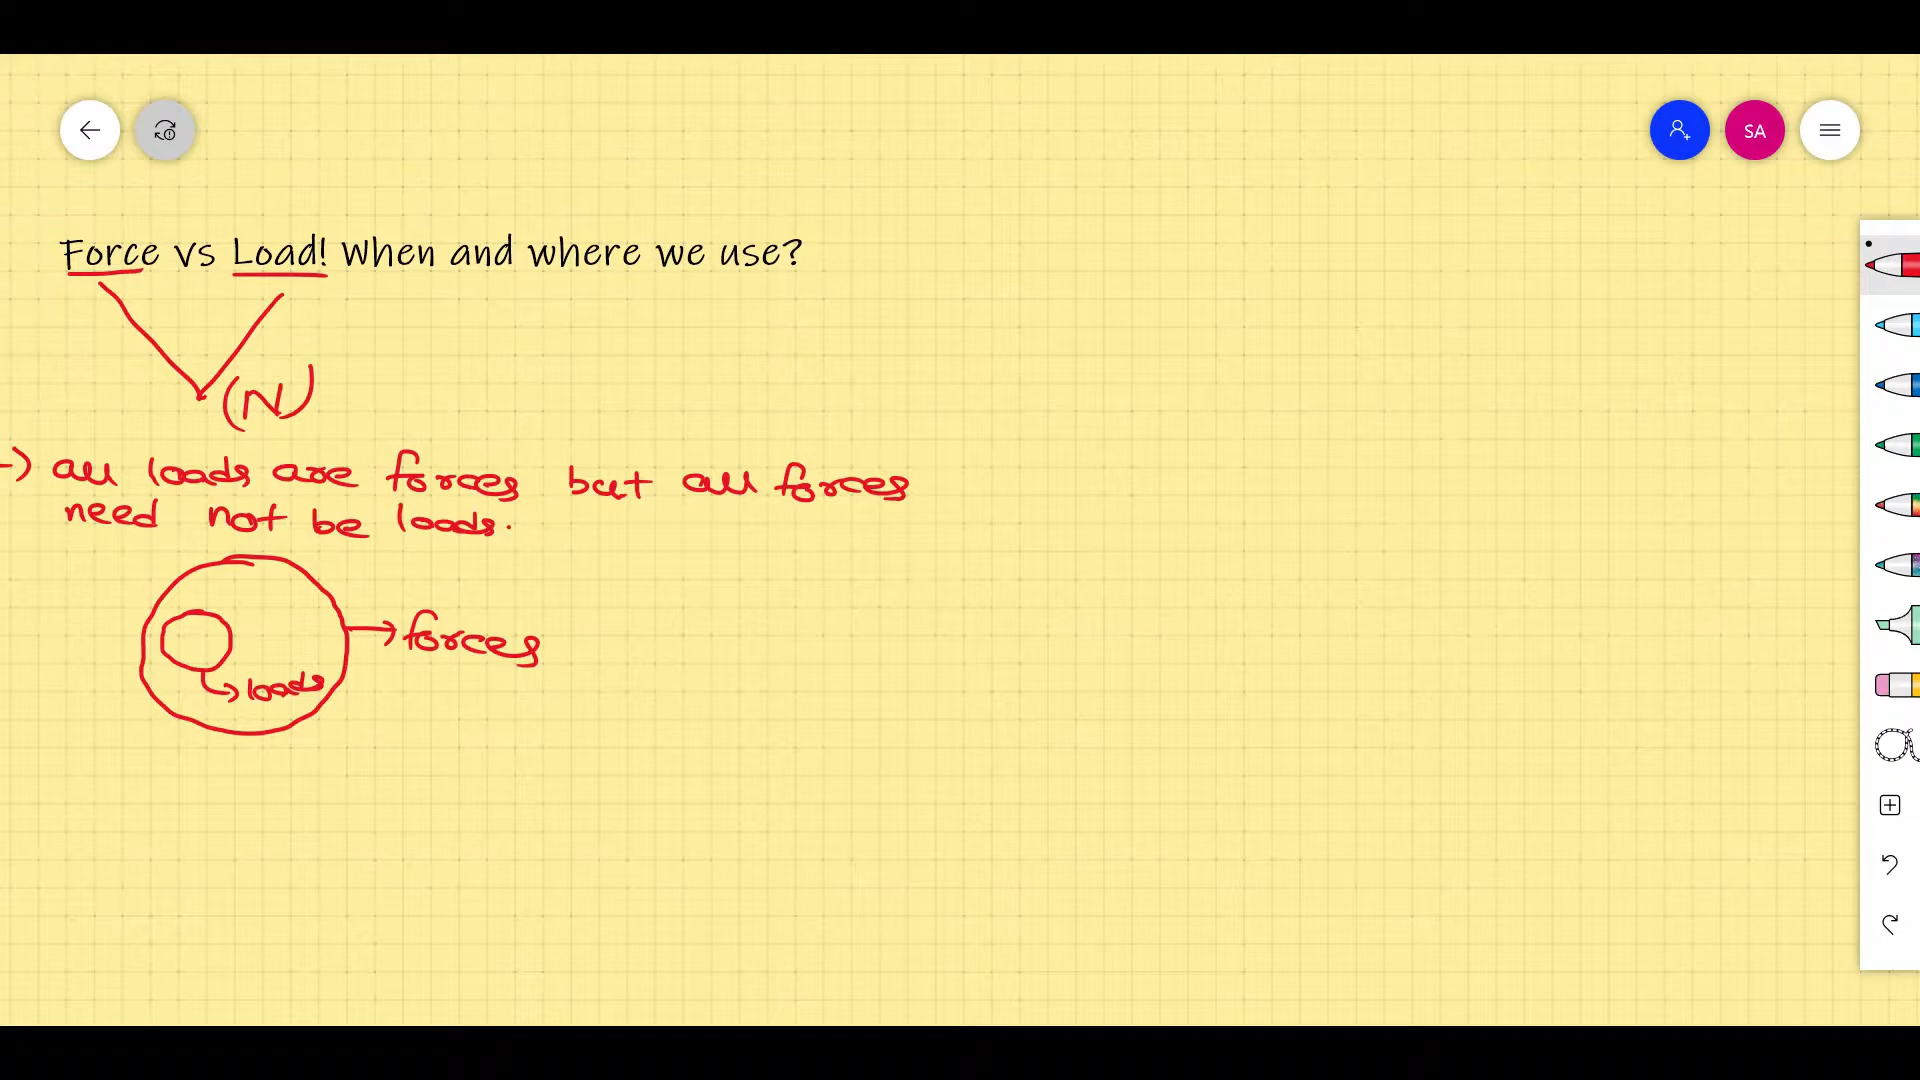 SA
Force vs Load! When and where we use?
(N)
→) all loads are forces but all forces
need not be loads.
→forces
→loads